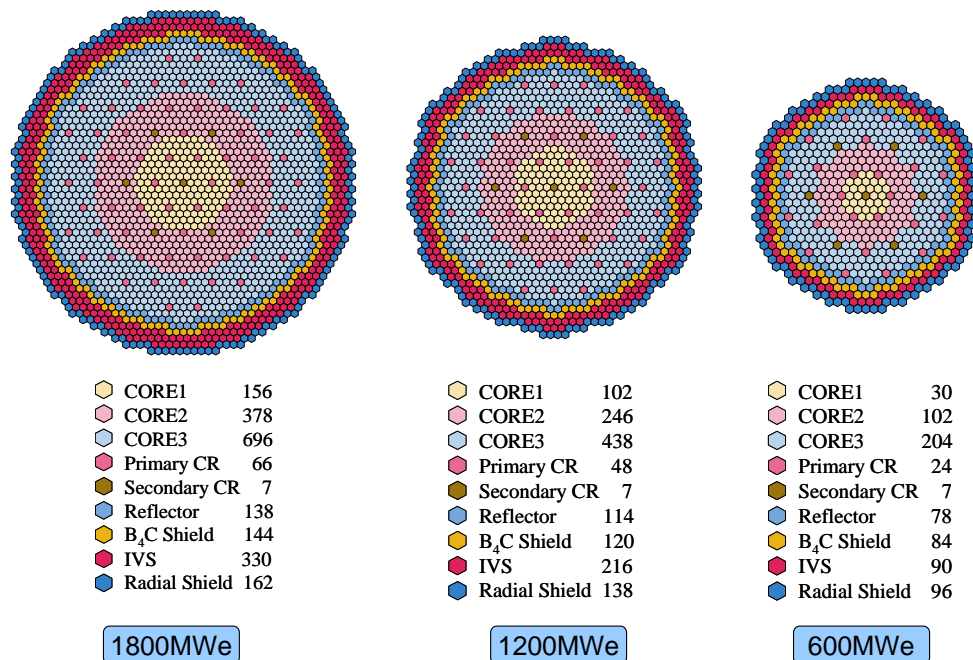 CORE1 156
CORE2 378
CORE3 696
Primary CR 66
Secondary CR 7
Reflector 138
B₄C Shield 144
IVS 330
Radial Shield 162
1800MWe
CORE1 102
CORE2 246
CORE3 438
Primary CR 48
Secondary CR 7
Reflector 114
B₄C Shield 120
IVS 216
Radial Shield 138
1200MWe
CORE1 30
CORE2 102
CORE3 204
Primary CR 24
Secondary CR 7
Reflector 78
B₄C Shield 84
IVS 90
Radial Shield 96
600MWe